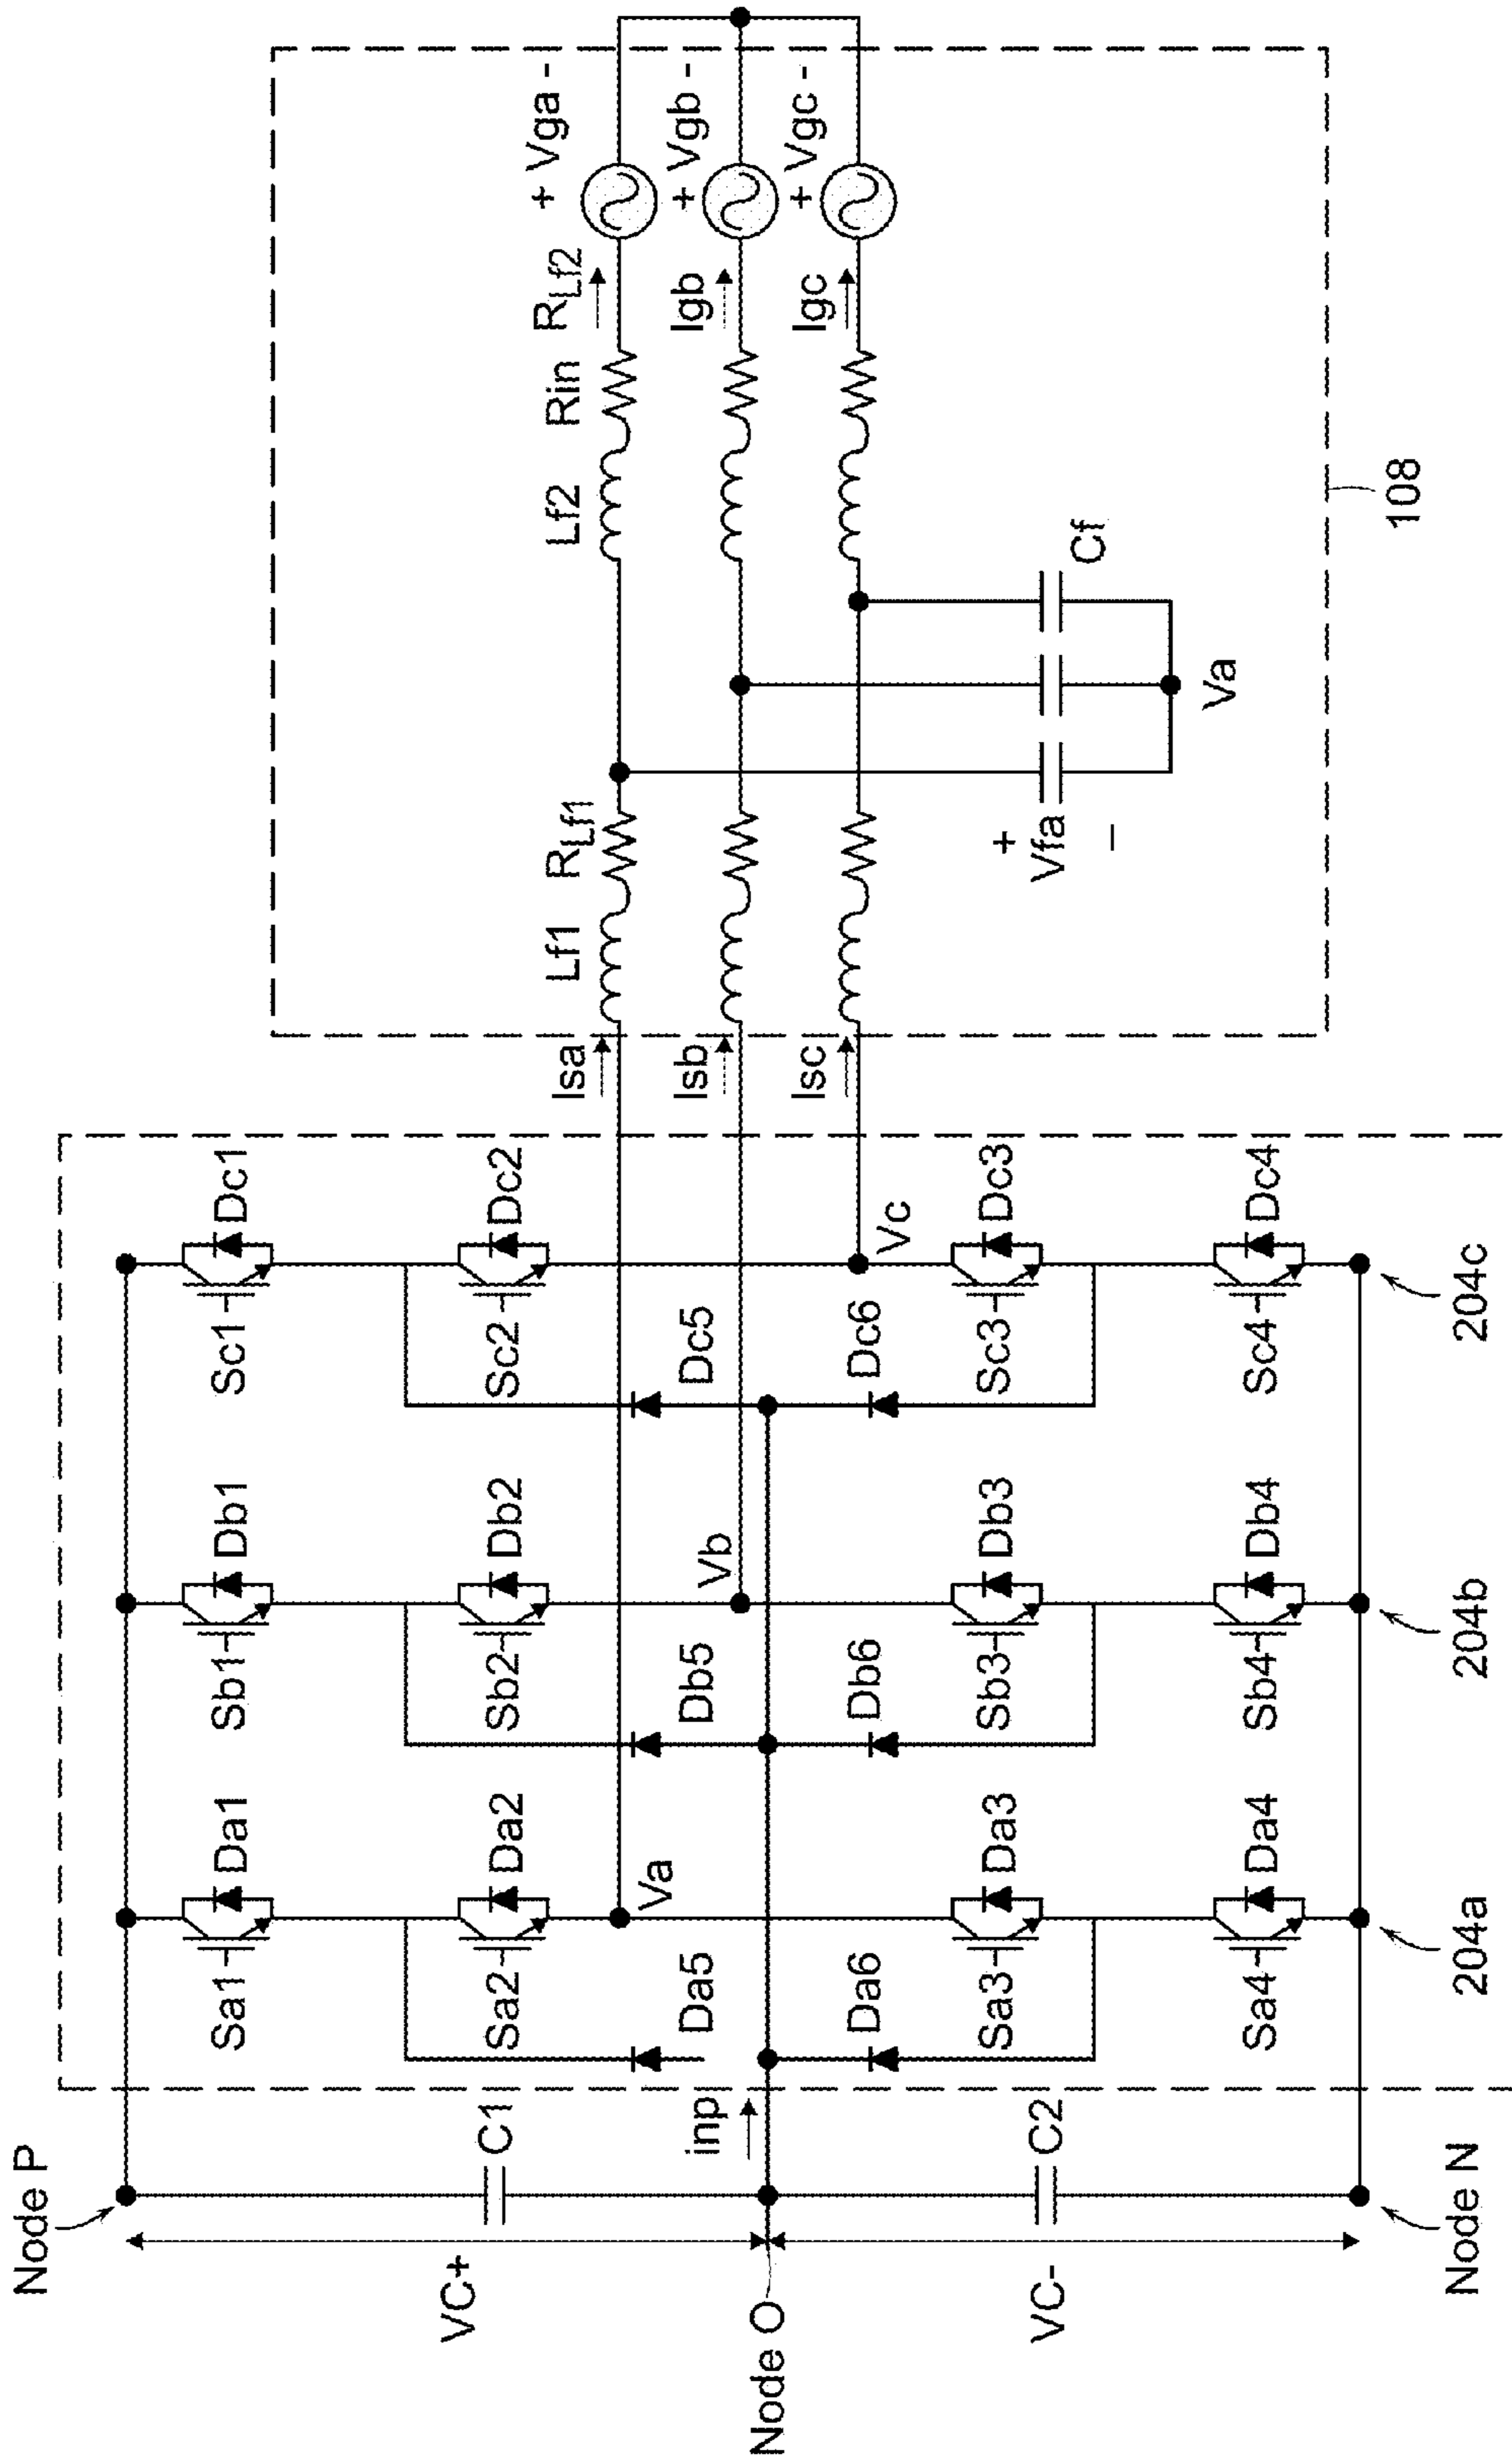 Node P
VC+
Node O
VC-
Node N
C1
inp
C2
Sa1
Da1
Sa2
Da2
Da5
Va
Da6
Sa3
Da3
Sa4
Da4
204a
Sb1
Db1
Sb2
Db2
Db5
Vb
Db6
Sb3
Db3
Sb4
Db4
204b
Sc1
Dc1
Sc2
Dc2
Dc5
Vc
Dc6
Sc3
Dc3
Sc4
Dc4
204c
Isa
Isb
Isc
Lf1
RLf1
+
Vfa
-
Va
Cf
Lf2
Rin
RLf2
Igb
Igc
+ Vga -
+ Vgb -
+ Vgc -
108